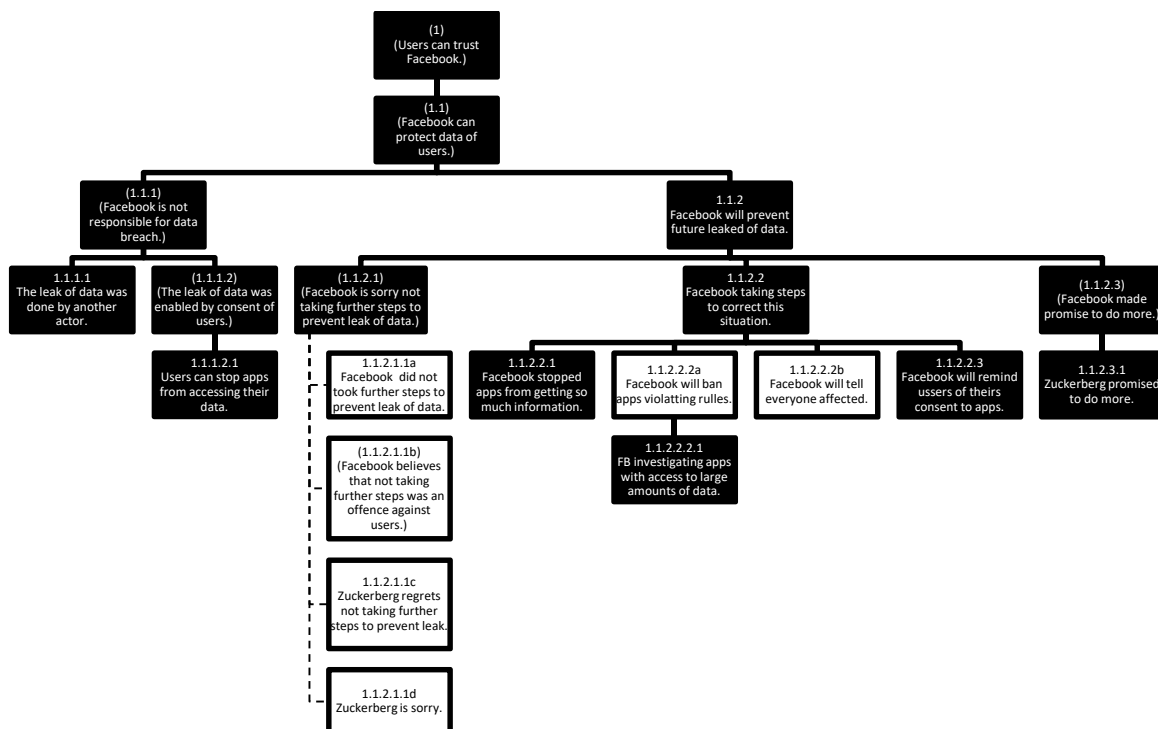 (1)
(Users can trust
Facebook.)
(1.1)
(Facebook can
protect data of
users.)
(1.1.1)
(Facebook is not
responsible for data
breach.)
1.1.2
Facebook will prevent
future leaked of data.
1.1.1.1
The leak of data was
done by another
actor.
(1.1.1.2)
(The leak of data was
enabled by consent of
users.)
(1.1.2.1)
(Facebook is sorry not
taking further steps to
prevent leak of data.)
1.1.2.2
Facebook taking steps
to correct this
situation.
(1.1.2.3)
(Facebook made
promise to do more.)
1.1.1.2.1
Users can stop apps
from accessing their
data.
1.1.2.1.1a
Facebook did not
took further steps to
prevent leak of data.
1.1.2.2.1
Facebook stopped
apps from getting so
much information.
1.1.2.2.2a
Facebook will ban
apps violatting rulles.
1.1.2.2.2b
Facebook will tell
everyone affected.
1.1.2.2.3
Facebook will remind
ussers of theirs
consent to apps.
1.1.2.3.1
Zuckerberg promised
to do more.
(1.1.2.1.1b)
(Facebook believes
that not taking
further steps was an
offence against
users.)
1.1.2.2.2.1
FB investigating apps
with access to large
amounts of data.
1.1.2.1.1c
Zuckerberg regrets
not taking further
steps to prevent leak.
1.1.2.1.1d
Zuckerberg is sorry.